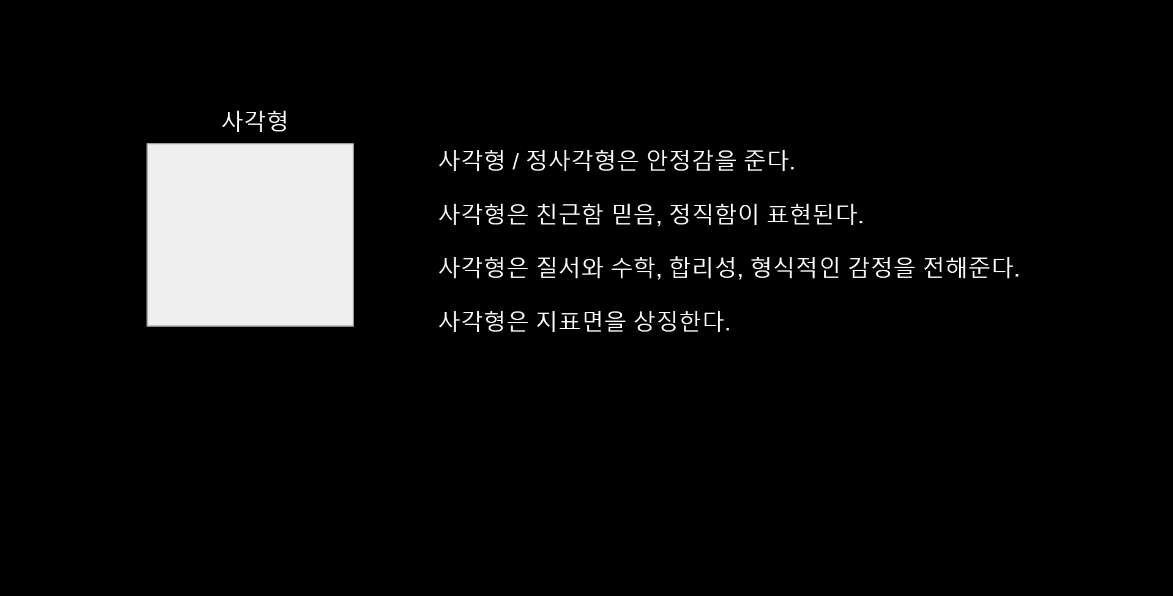 사각형
사각형 / 정사각형은 안정감을 준다.
사각형은 친근함 믿음, 정직함이 표현된다.
사각형은 질서와 수학, 합리성, 형식적인 감정을 전해준다.
사각형은 지표면을 상징한다.